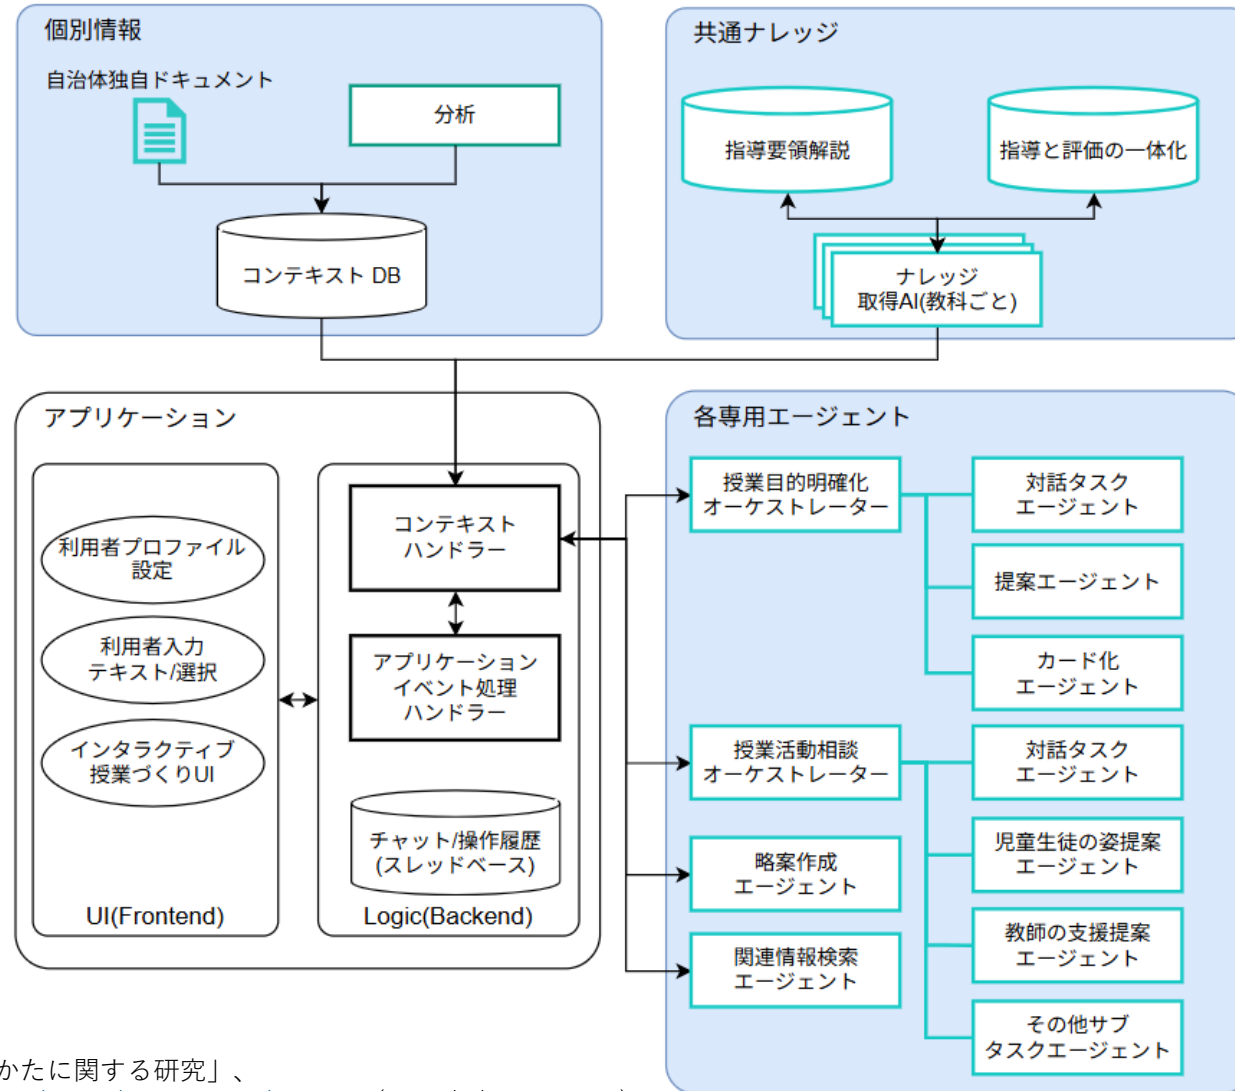 個別情報
自治体独自ドキュメント
分析
コンテキスト DB
共通ナレッジ
指導要領解説
指導と評価の一体化
ナレッジ
取得AI(教科ごと)
アプリケーション
利用者プロファイル
設定
利用者入力
テキスト/選択
インタラクティブ
授業づくりUI
UI(Frontend)
コンテキスト
ハンドラー
アプリケーション
イベント処理
ハンドラー
チャット/操作履歴
(スレッドベース)
Logic(Backend)
各専用エージェント
授業目的明確化
オーケストレーター
対話タスク
エージェント
提案エージェント
カード化
エージェント
授業活動相談
オーケストレーター
対話タスク
エージェント
児童生徒の姿提案
エージェント
教師の支援提案
エージェント
その他サブ
タスクエージェント
略案作成
エージェント
関連情報検索
エージェント
かたに関する研究」、